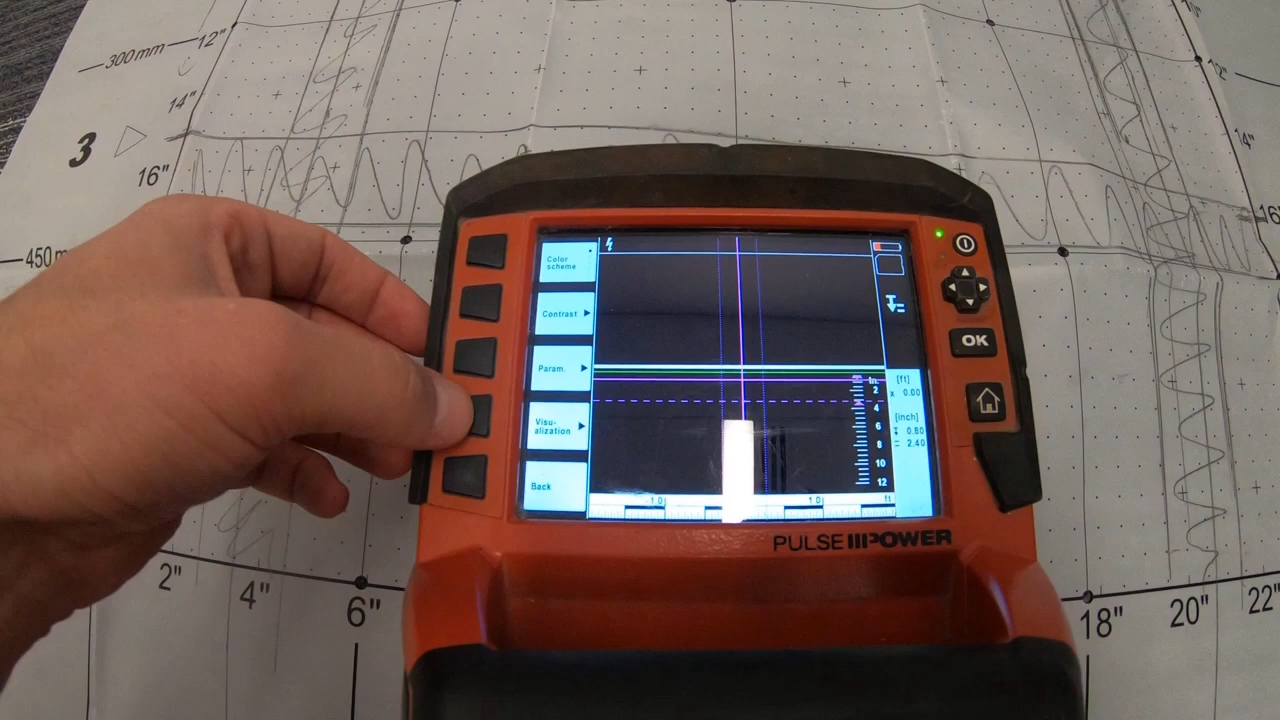 300mm
12"
14"
3
16"
450m
12"
14"
16"
Color
scheme
Contrast
Param.
Visu-
alization
Back
In.
2
4
6
8
10
12
[ft]
x 0.00
[inch]
0.80
= 2.40
-1.0
1.0
ft
OK
PULSE POWER
2"
4"
6"
18"
20"
22"